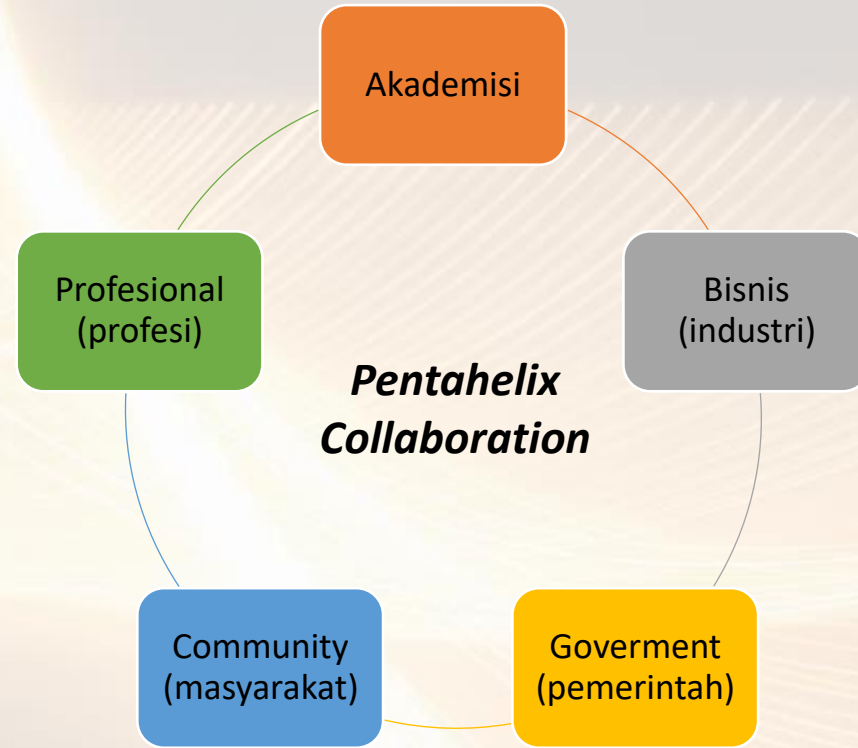 Akademisi
Profesional
(profesi)
Bisnis
(industri)
Pentahelix
Collaboration
Community
(masyarakat)
Goverment
(pemerintah)